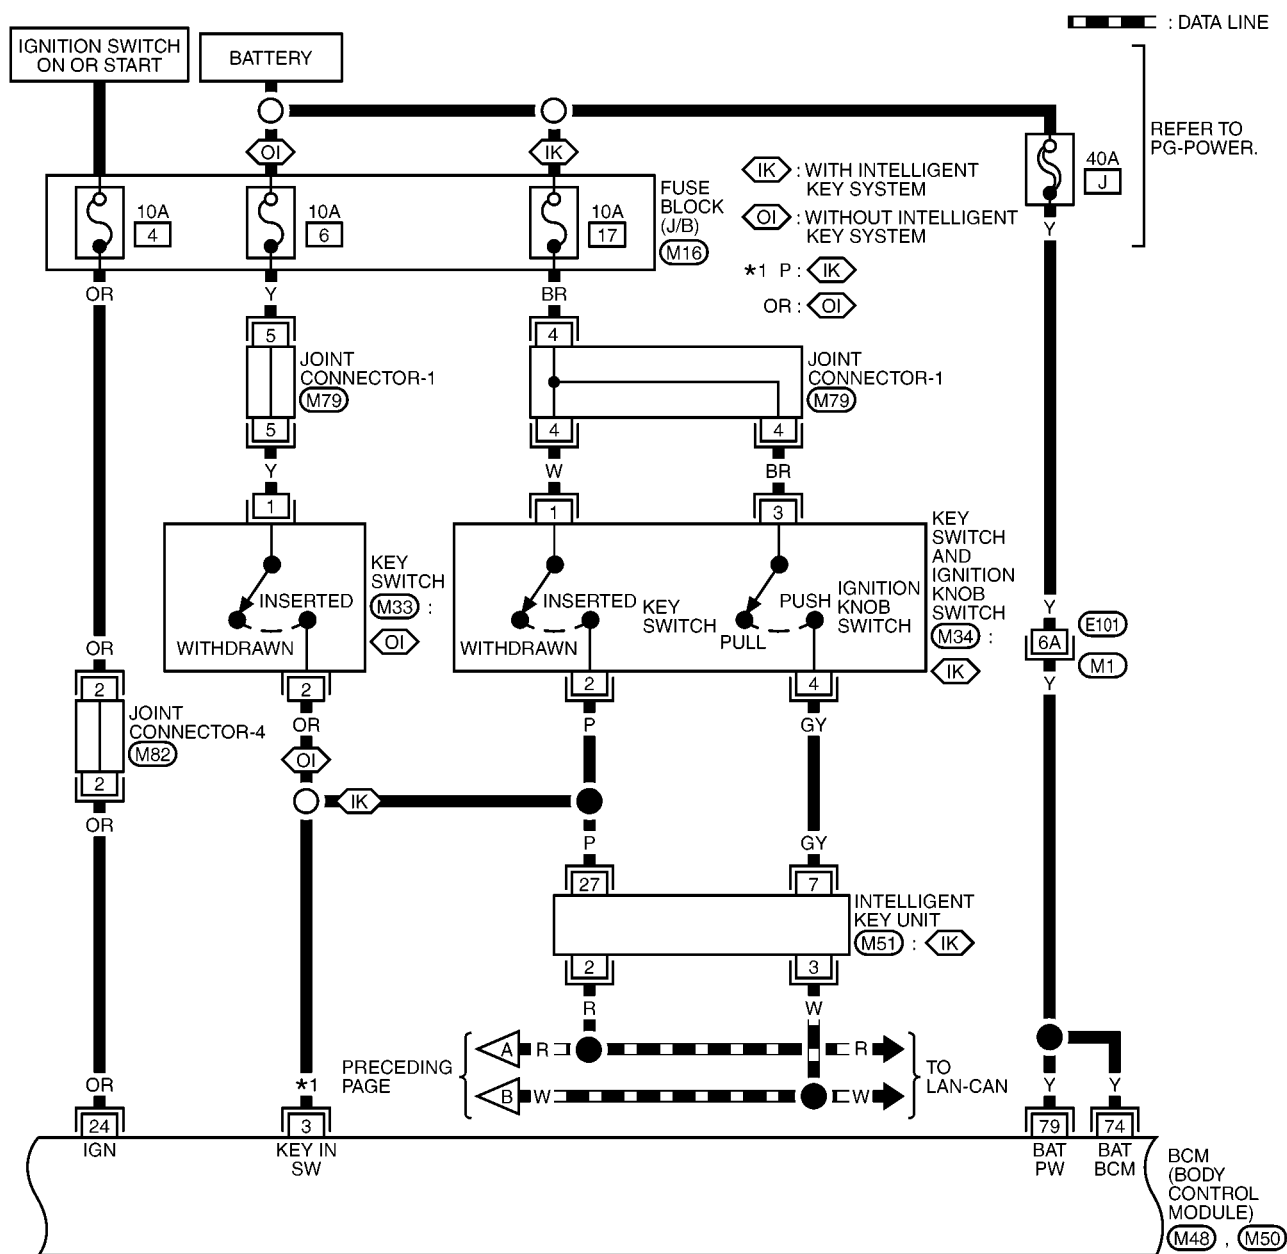 : DATA LINE
IGNITION SWITCH
ON OR START
BATTERY
REFER TO
PG-POWER.
OI
IK
40A
J
IK : WITH INTELLIGENT
KEY SYSTEM
OI : WITHOUT INTELLIGENT
KEY SYSTEM
*1 P : IK
OR : OI
10A
4
10A
6
10A
17
FUSE
BLOCK
(J/B)
M16
Y
OR
Y
BR
5
4
JOINT
CONNECTOR-1
M79
JOINT
CONNECTOR-1
M79
5
4
4
Y
W
BR
1
1
3
KEY
SWITCH
M33 :
OI
INSERTED
WITHDRAWN
INSERTED
WITHDRAWN
KEY
SWITCH
PUSH
PULL
IGNITION
KNOB
SWITCH
KEY
SWITCH
AND
IGNITION
KNOB
SWITCH
M34 :
IK
Y
6A
E101
M1
Y
OR
2
JOINT
CONNECTOR-4
M82
2
OR
2
OR
OI
IK
2
P
4
GY
P
GY
27
7
INTELLIGENT
KEY UNIT
M51 : IK
2
3
R
W
PRECEDING
PAGE
A R
R
B W
W
TO
LAN-CAN
OR
*1
Y
Y
24
3
79
74
IGN
KEY IN
SW
BAT
PW
BAT
BCM
BCM
(BODY
CONTROL
MODULE)
M48 , M50